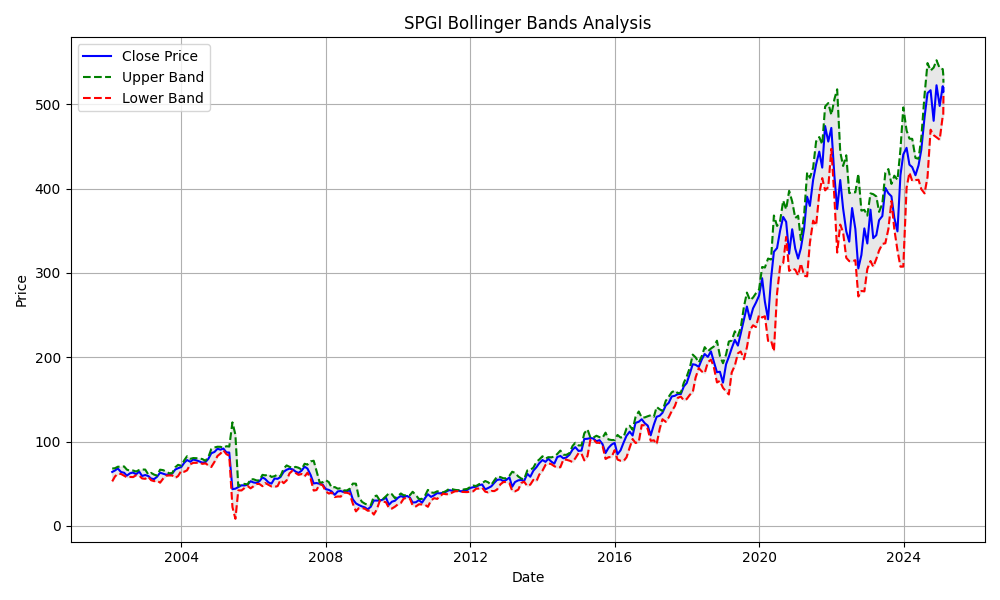 SPGI Bollinger Bands Analysis
Close Price
Upper Band
Lower Band
Price
500
400
300
200
100
0
2004 2008 2012 2016 2020 2024
Date